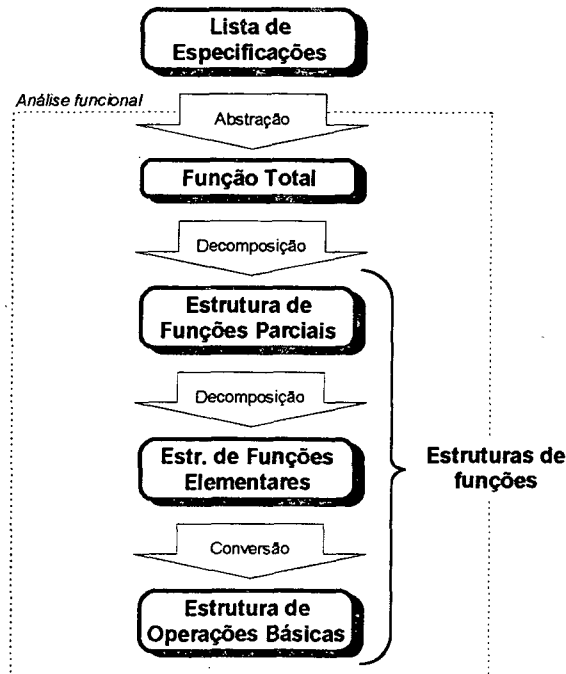 Lista de
Especificações
Análise funcional
Abstração
Função Total
Decomposição
Estrutura de
Funções Parciais
Decomposição
Estr. de Funções
Elementares
Estruturas de
funções
Conversão
Estrutura de
Operações Básicas